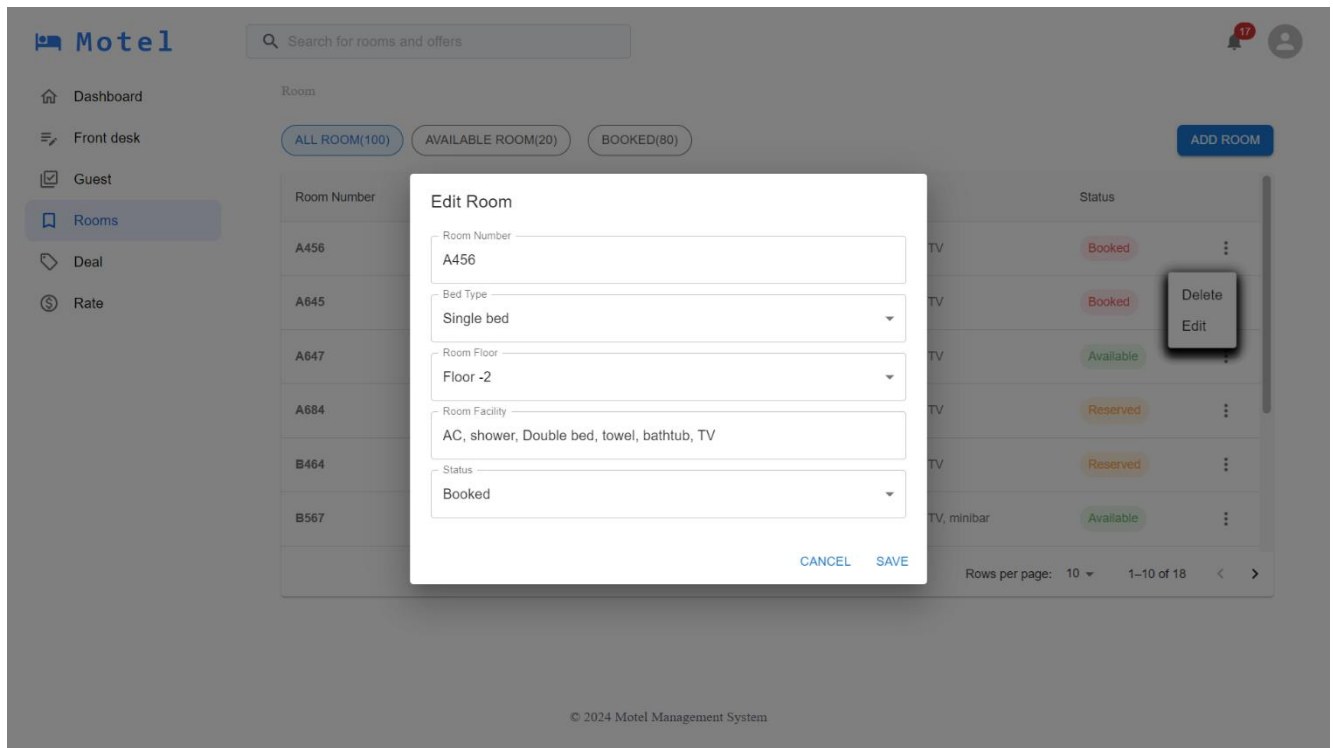 Motel
Search for rooms and offers
17
Dashboard
Front desk
Guest
Rooms
Deal
Rate
Room
ALL ROOM(100) AVAILABLE ROOM(20) BOOKED(80) ADD ROOM
Room Number Status
A456 TV Booked
A645 TV Booked
A647 TV Available
A684 TV Reserved
B464 TV Reserved
B567 TV, minibar Available
Delete
Edit
Edit Room
Room Number
A456
Bed Type
Single bed
Room Floor
Floor -2
Room Facility
AC, shower, Double bed, towel, bathtub, TV
Status
Booked
CANCEL SAVE
Rows per page: 10 1–10 of 18
© 2024 Motel Management System